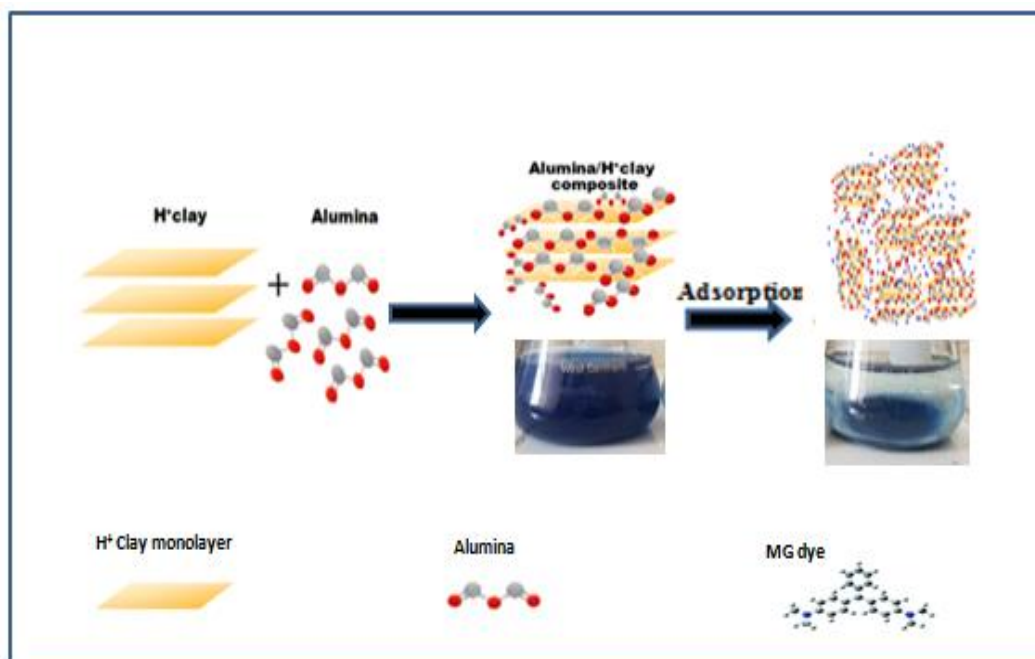 H⁺clay
Alumina
+
Alumina/H⁺clay
composite
Adsorption
H⁺ Clay monolayer
Alumina
MG dye